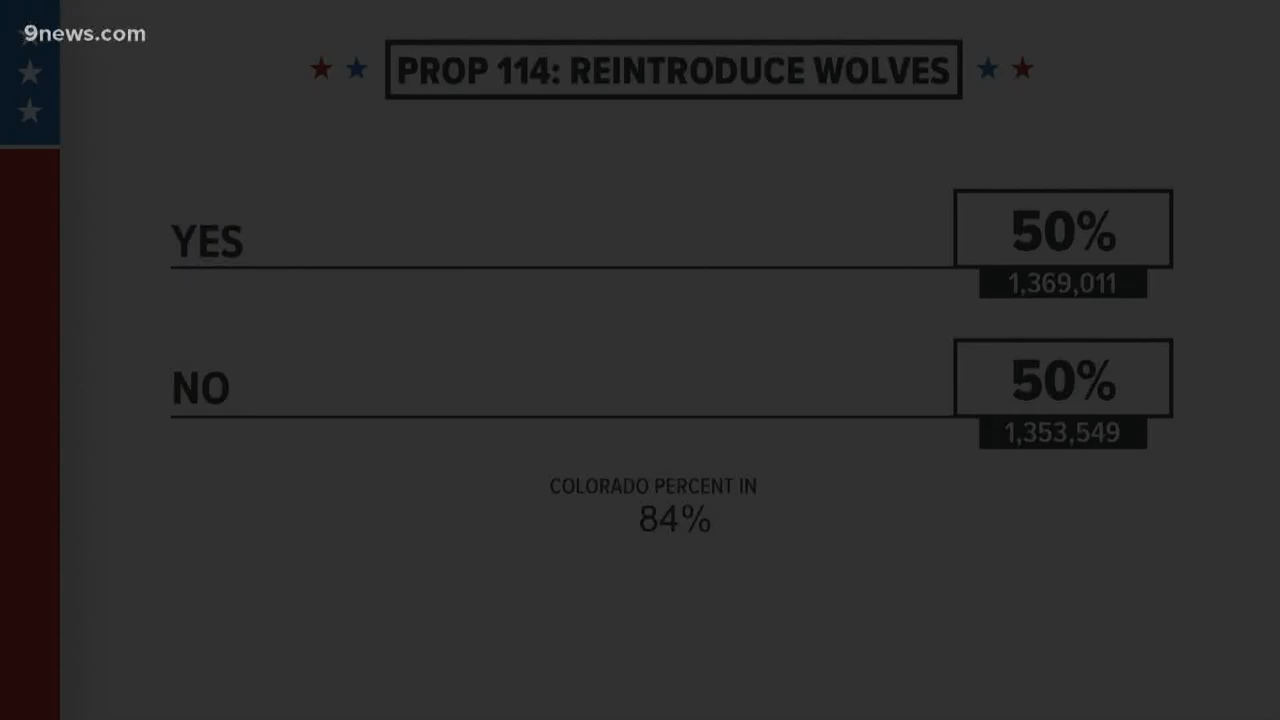 9news.com
PROP 114: REINTRODUCE WOLVES
YES
50%
1,369,011
NO
50%
1,353,549
COLORADO PERCENT IN
84%